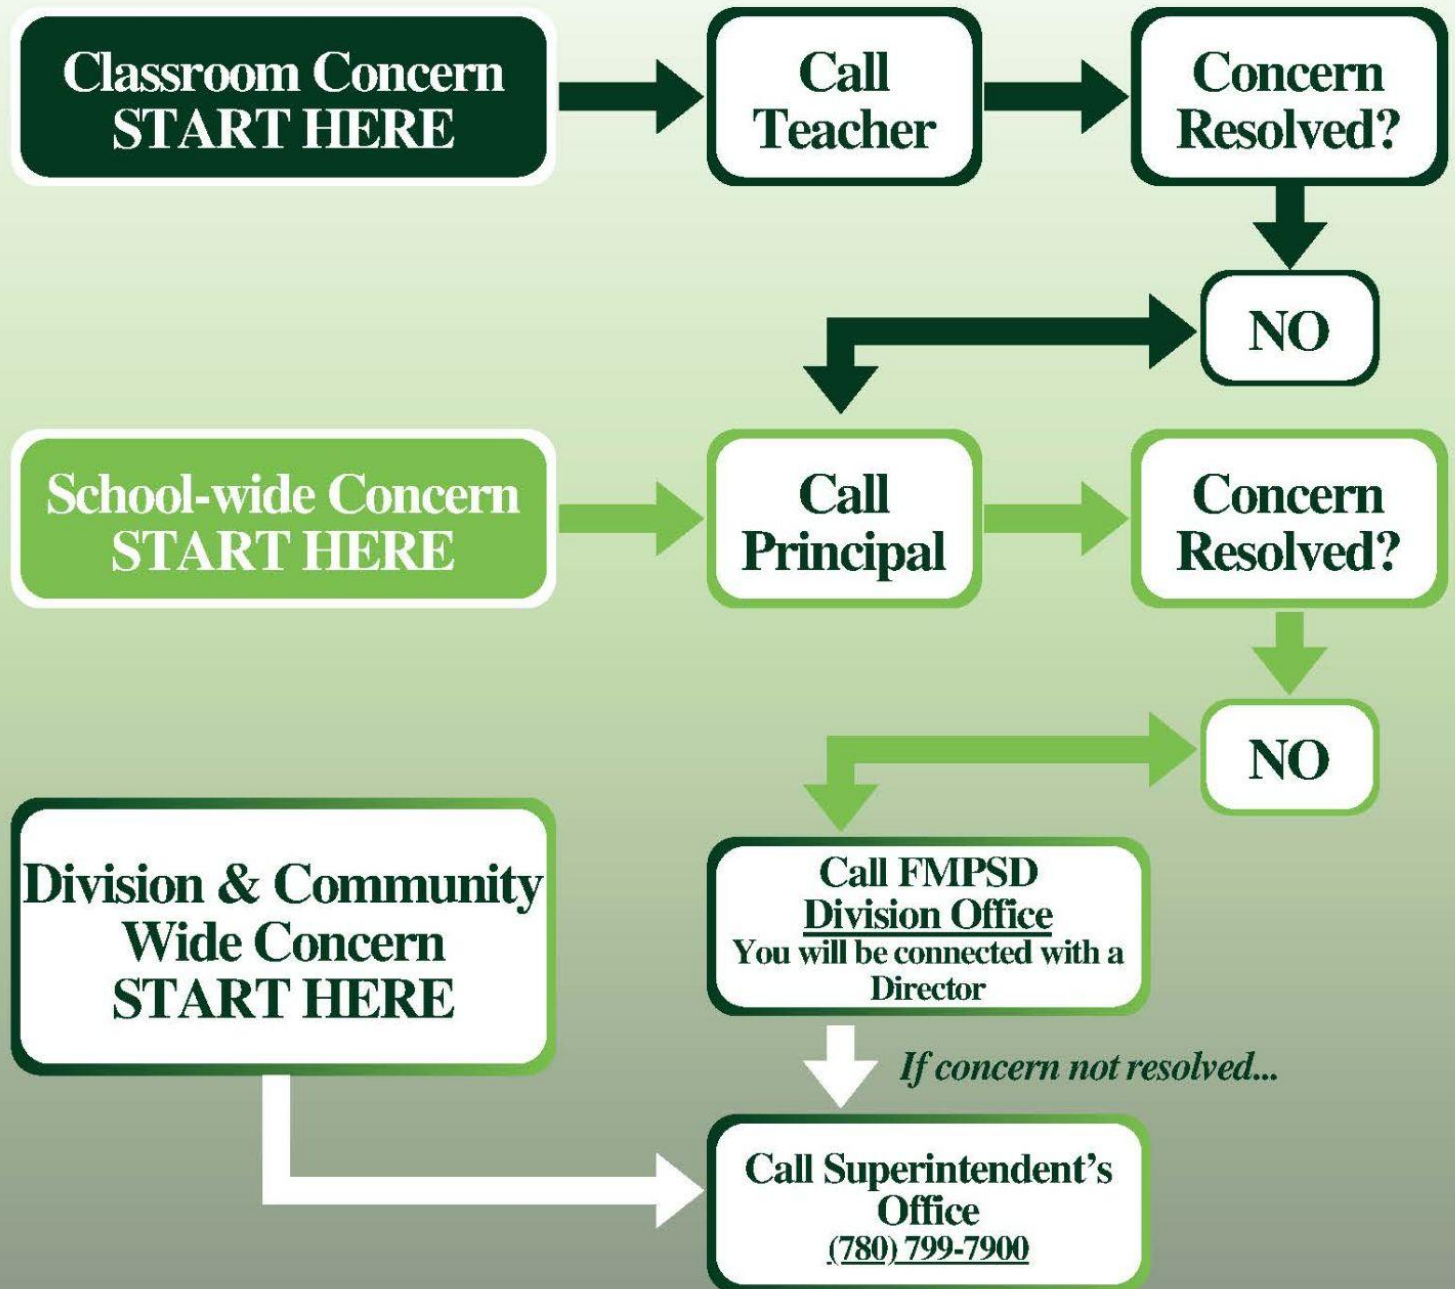 Classroom Concern
START HERE
Call
Teacher
Concern
Resolved?
NO
School-wide Concern
START HERE
Call
Principal
Concern
Resolved?
NO
Division & Community
Wide Concern
START HERE
Call FMPSD
Division Office
You will be connected with a
Director
If concern not resolved...
Call Superintendent's
Office
(780) 799-7900